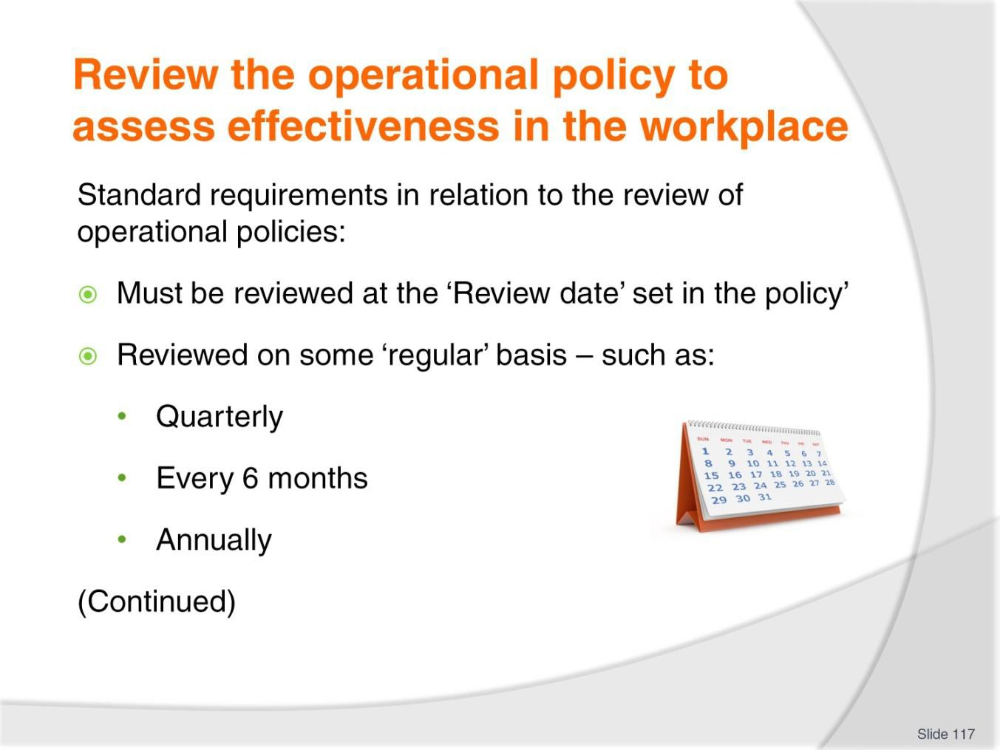 Review the operational policy to
assess effectiveness in the workplace
Standard requirements in relation to the review of
operational policies:
Must be reviewed at the ‘Review date’ set in the policy’
Reviewed on some ‘regular’ basis – such as:
• Quarterly
• Every 6 months
• Annually
(Continued)
SUN MON TUE WED THU FRI SAT
1 2 3 4 5 6 7
8 9 10 11 12 13 14
15 16 17 18 19 20 21
22 23 24 25 26 27 28
29 30 31
Slide 117